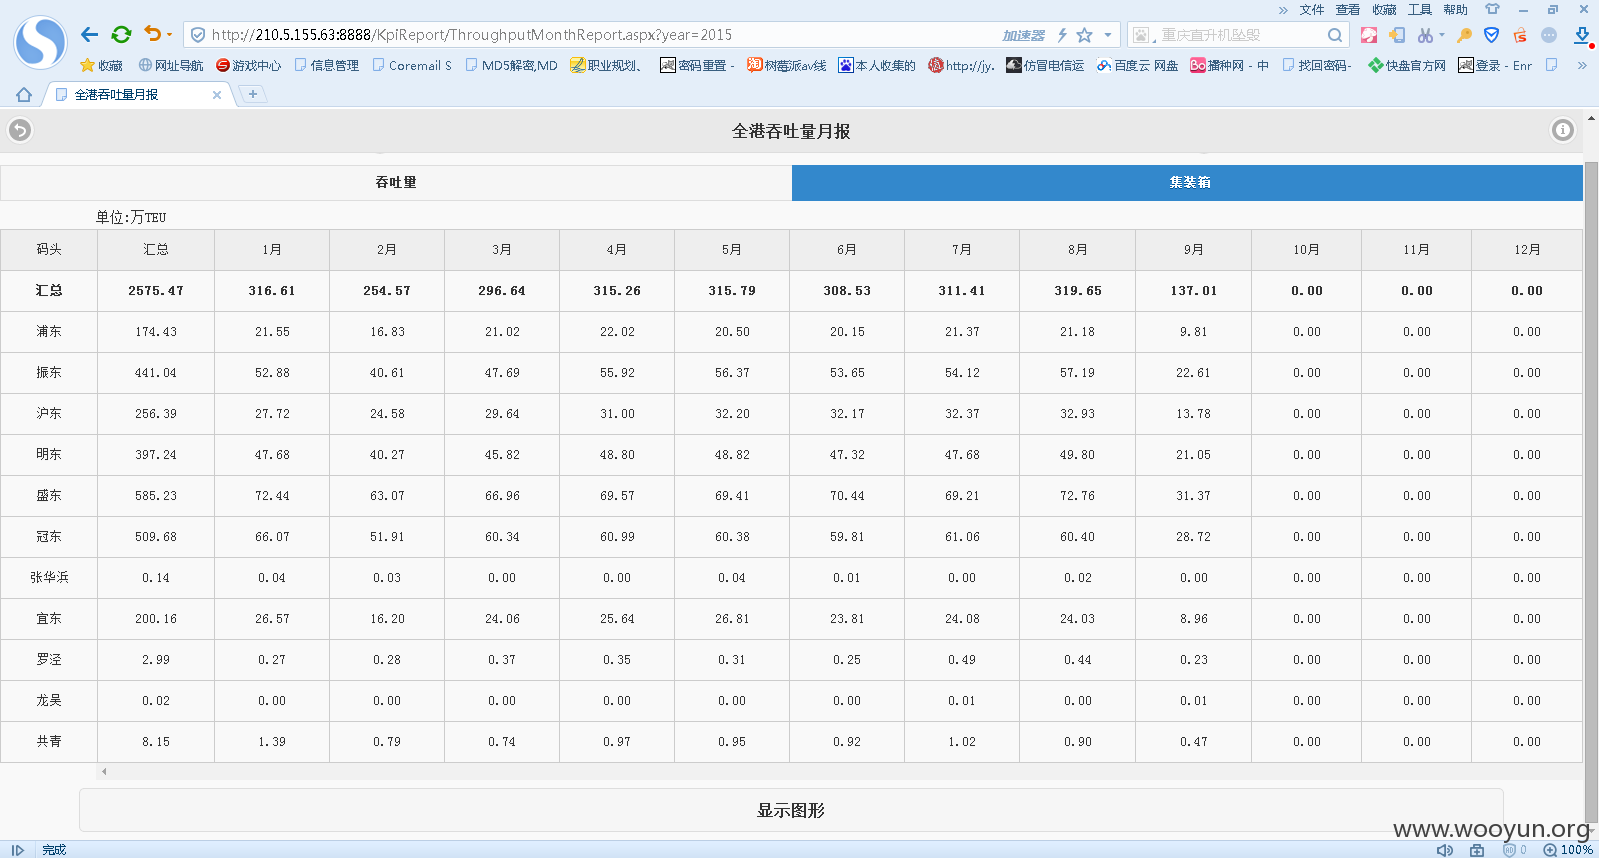 » 文件 查看 收藏 工具 帮助
http://210.5.155.63:8888/KpiReport/ThroughputMonthReport.aspx?year=2015 加速器 重庆直升机坠毁
收藏 网址导航 游戏中心 信息管理 Coremail S MD5解密,MD 职业规划、 密码重置 - 树莓派av线 本人收集的 http://jy. 仿冒电信运 百度云 网盘 播种网 - 中 找回密码- 快盘官方网 登录 - Enr »
全港吞吐量月报
全港吞吐量月报
吞吐量 集装箱
单位:万TEU
码头 汇总 1月 2月 3月 4月 5月 6月 7月 8月 9月 10月 11月 12月
汇总 2575.47 316.61 254.57 296.64 315.26 315.79 308.53 311.41 319.65 137.01 0.00 0.00 0.00
浦东 174.43 21.55 16.83 21.02 22.02 20.50 20.15 21.37 21.18 9.81 0.00 0.00 0.00
振东 441.04 52.88 40.61 47.69 55.92 56.37 53.65 54.12 57.19 22.61 0.00 0.00 0.00
沪东 256.39 27.72 24.58 29.64 31.00 32.20 32.17 32.37 32.93 13.78 0.00 0.00 0.00
明东 397.24 47.68 40.27 45.82 48.80 48.82 47.32 47.68 49.80 21.05 0.00 0.00 0.00
盛东 585.23 72.44 63.07 66.96 69.57 69.41 70.44 69.21 72.76 31.37 0.00 0.00 0.00
冠东 509.68 66.07 51.91 60.34 60.99 60.38 59.81 61.06 60.40 28.72 0.00 0.00 0.00
张华浜 0.14 0.04 0.03 0.00 0.00 0.04 0.01 0.00 0.02 0.00 0.00 0.00 0.00
宜东 200.16 26.57 16.20 24.06 25.64 26.81 23.81 24.08 24.03 8.96 0.00 0.00 0.00
罗泾 2.99 0.27 0.28 0.37 0.35 0.31 0.25 0.49 0.44 0.23 0.00 0.00 0.00
龙吴 0.02 0.00 0.00 0.00 0.00 0.00 0.00 0.01 0.00 0.01 0.00 0.00 0.00
共青 8.15 1.39 0.79 0.74 0.97 0.95 0.92 1.02 0.90 0.47 0.00 0.00 0.00
显示图形
www.wooyun.org
完成 0 100%